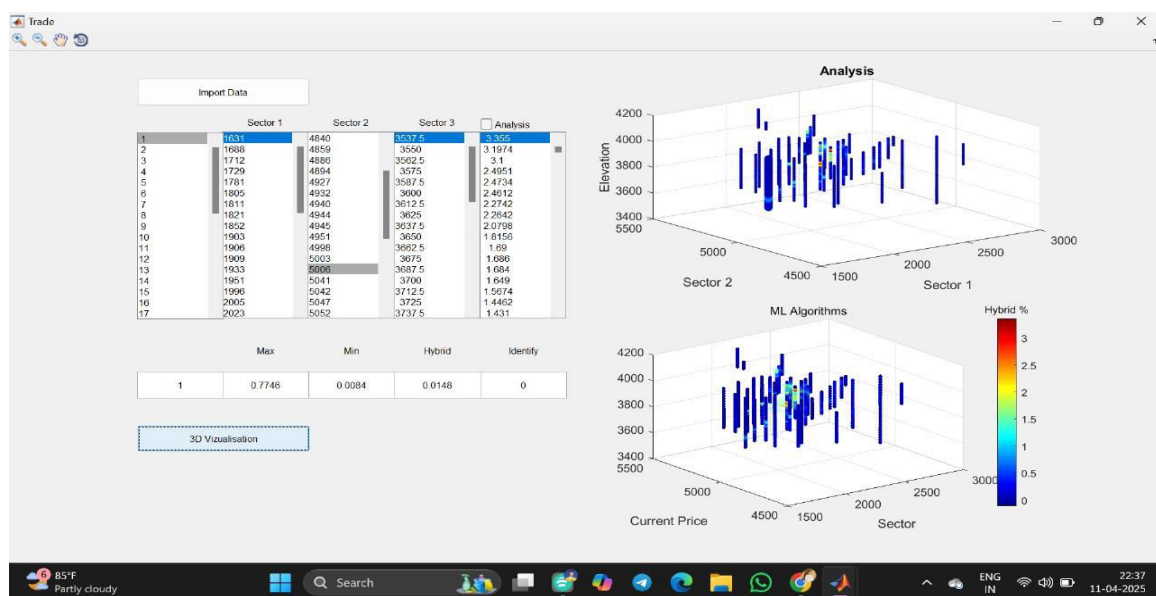 Trade
Import Data
Sector 1 Sector 2 Sector 3 Analysis
1 1631 4840 3537.5 3.355
2 1688 4859 3550 3.1974
3 1712 4886 3562.5 3.1
4 1729 4894 3575 2.4951
5 1781 4927 3587.5 2.4734
6 1805 4932 3600 2.4612
7 1811 4940 3612.5 2.2742
8 1821 4944 3625 2.2642
9 1852 4945 3637.5 2.0798
10 1903 4951 3650 1.8156
11 1906 4998 3662.5 1.69
12 1909 5003 3675 1.686
13 1933 5006 3687.5 1.684
14 1951 5041 3700 1.649
15 1996 5042 3712.5 1.5674
16 2005 5047 3725 1.4462
17 2023 5052 3737.5 1.431
Max Min Hybrid Identify
1 0.7746 0.0084 0.0148 0
3D Vizualisation
Analysis
4200
4000
3800
3600
3400
Elevation
5500
5000
4500
Sector 2
1500
2000
2500
3000
Sector 1
ML Algorithms
4200
4000
3800
3600
3400
5500
5000
4500
Current Price
1500
2000
2500
3000
Sector
Hybrid %
3
2.5
2
1.5
1
0.5
0
6
85°F
Partly cloudy
Search
ENG
IN
22:37
11-04-2025